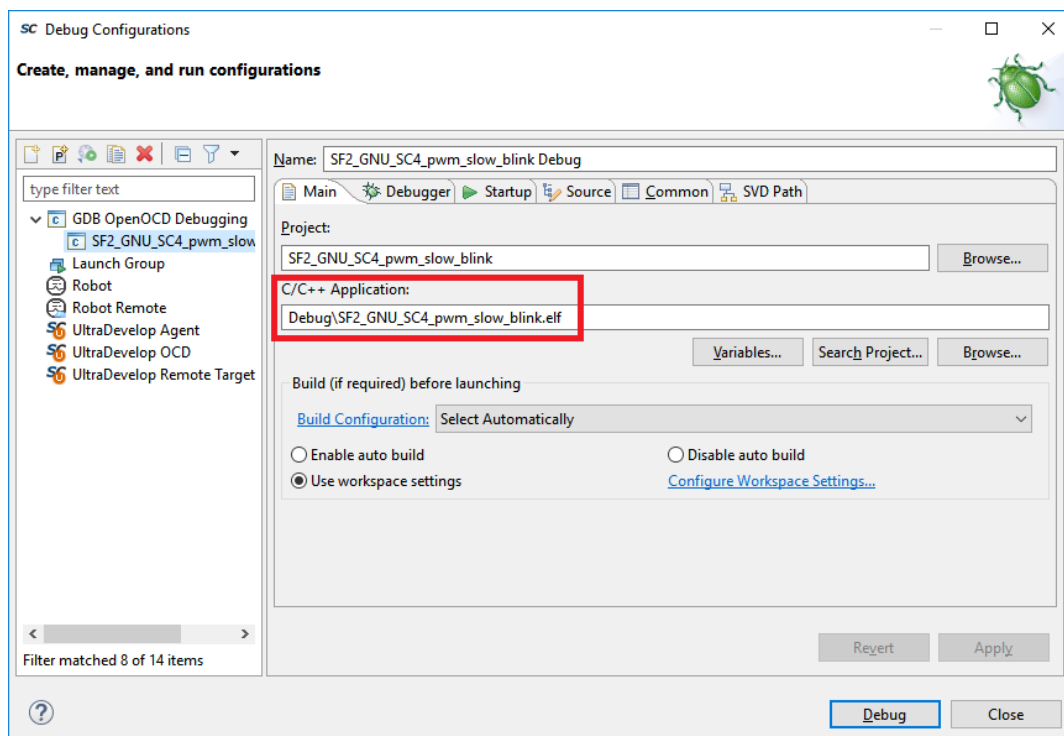 SC Debug Configurations
Create, manage, and run configurations
Name: SF2_GNU_SC4_pwm_slow_blink Debug
type filter text
Main Debugger Startup Source Common SVD Path
GDB OpenOCD Debugging
SF2_GNU_SC4_pwm_slow
Launch Group
Robot
Robot Remote
UltraDevelop Agent
UltraDevelop OCD
UltraDevelop Remote Target
Project:
SF2_GNU_SC4_pwm_slow_blink Browse...
C/C++ Application:
Debug\SF2_GNU_SC4_pwm_slow_blink.elf
Variables... Search Project... Browse...
Build (if required) before launching
Build Configuration: Select Automatically
Enable auto build Disable auto build
Use workspace settings Configure Workspace Settings...
Filter matched 8 of 14 items
Revert Apply
? Debug Close